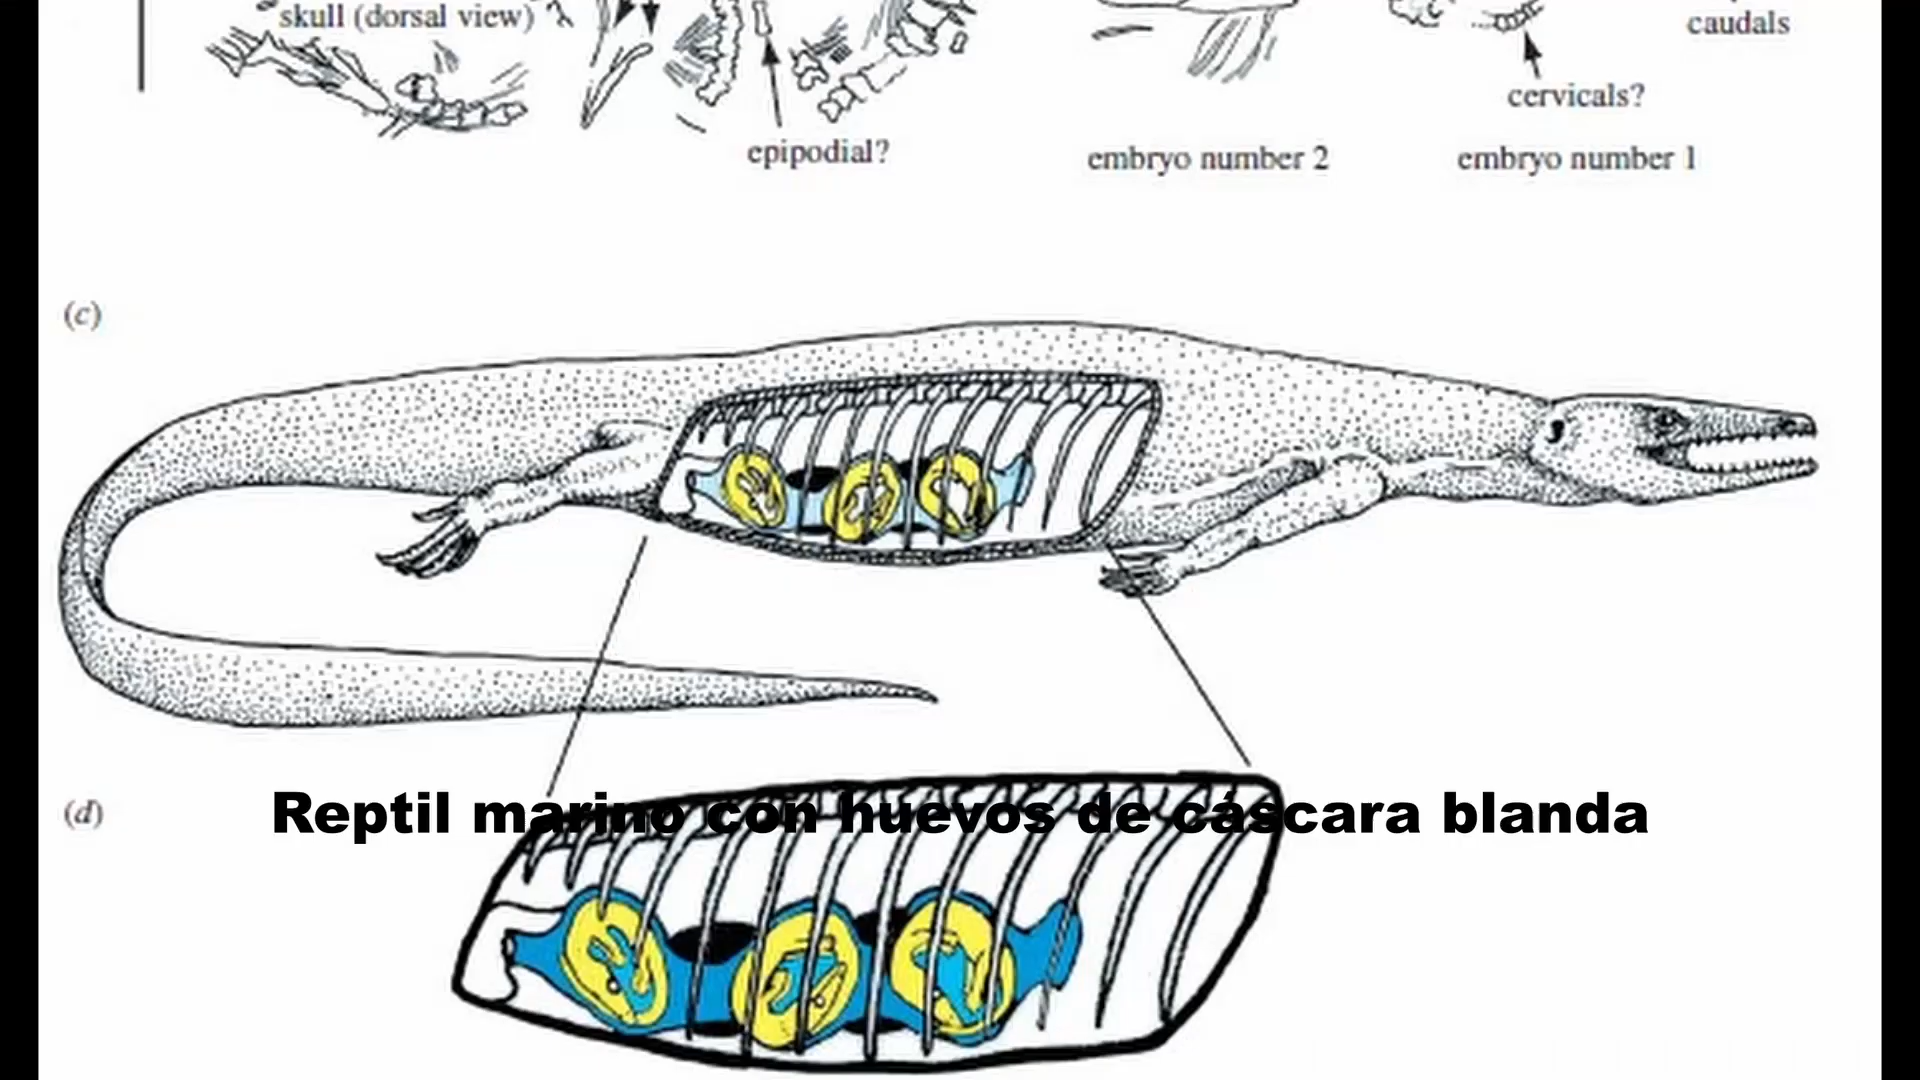 skull (dorsal view)
caudals
cervicals?
epipodial?
embryo number 2
embryo number 1
(c)
(d)
Reptil marino con huevos de cáscara blanda